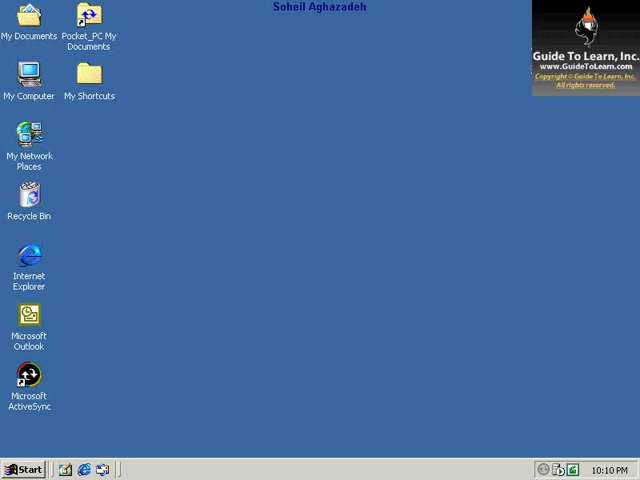 Soheil Aghazadeh
My Documents
Pocket_PC My
Documents
Guide To Learn, Inc.
www.GuideToLearn.com
Copyright © Guide To Learn, Inc.
All rights reserved.
My Computer
My Shortcuts
My Network
Places
Recycle Bin
Internet
Explorer
Microsoft
Outlook
Microsoft
ActiveSync
Start
10:10 PM